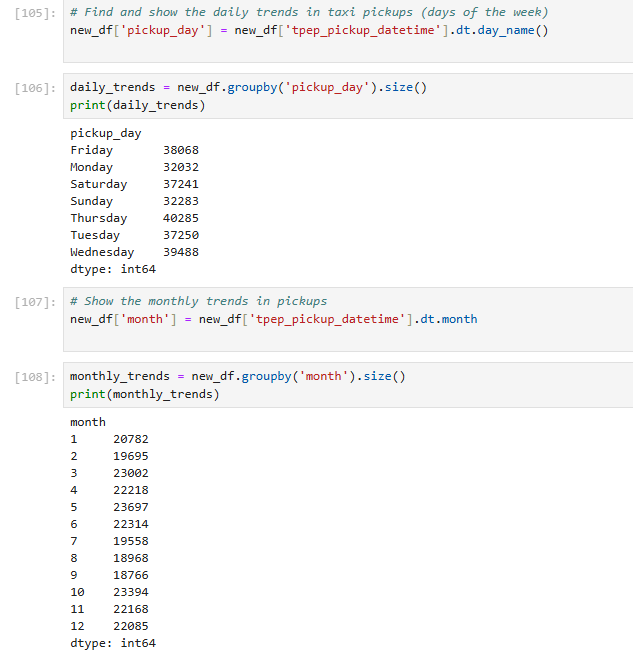 [105]: # Find and show the daily trends in taxi pickups (days of the week)
new_df['pickup_day'] = new_df['tpep_pickup_datetime'].dt.day_name()
[106]: daily_trends = new_df.groupby('pickup_day').size()
print(daily_trends)
pickup_day
Friday 38068
Monday 32032
Saturday 37241
Sunday 32283
Thursday 40285
Tuesday 37250
Wednesday 39488
dtype: int64
[107]: # Show the monthly trends in pickups
new_df['month'] = new_df['tpep_pickup_datetime'].dt.month
[108]: monthly_trends = new_df.groupby('month').size()
print(monthly_trends)
month
1 20782
2 19695
3 23002
4 22218
5 23697
6 22314
7 19558
8 18968
9 18766
10 23394
11 22168
12 22085
dtype: int64